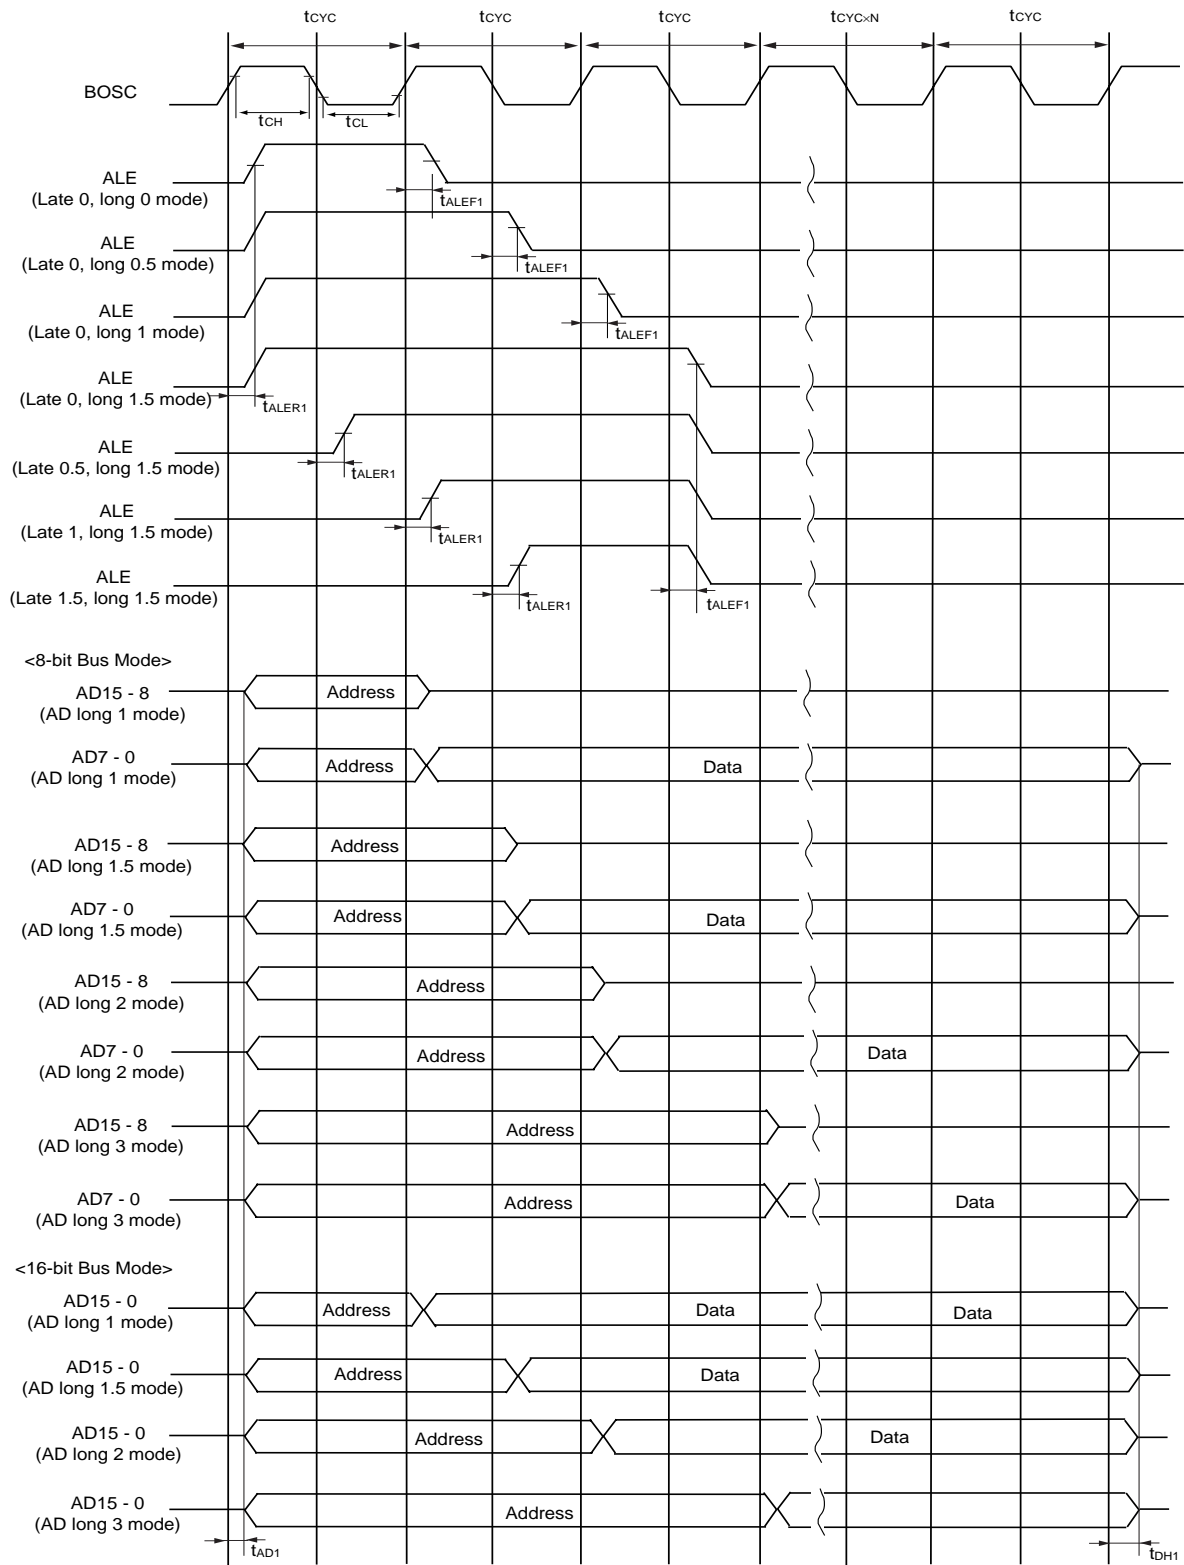 tCYC tCYC tCYC tCYC×N tCYC
BOSC
tCH tCL
ALE
(Late 0, long 0 mode)
tALEF1
ALE
(Late 0, long 0.5 mode)
tALEF1
ALE
(Late 0, long 1 mode)
tALEF1
ALE
(Late 0, long 1.5 mode)
tALER1
ALE
(Late 0.5, long 1.5 mode)
tALER1
ALE
(Late 1, long 1.5 mode)
tALER1
ALE
(Late 1.5, long 1.5 mode)
tALER1 tALEF1
<8-bit Bus Mode>
AD15 - 8
(AD long 1 mode)
Address
AD7 - 0
(AD long 1 mode)
Address Data
AD15 - 8
(AD long 1.5 mode)
Address
AD7 - 0
(AD long 1.5 mode)
Address Data
AD15 - 8
(AD long 2 mode)
Address
AD7 - 0
(AD long 2 mode)
Address Data
AD15 - 8
(AD long 3 mode)
Address
AD7 - 0
(AD long 3 mode)
Address Data
<16-bit Bus Mode>
AD15 - 0
(AD long 1 mode)
Address Data Data
AD15 - 0
(AD long 1.5 mode)
Address Data
AD15 - 0
(AD long 2 mode)
Address Data
AD15 - 0
(AD long 3 mode)
Address
tAD1 tDH1